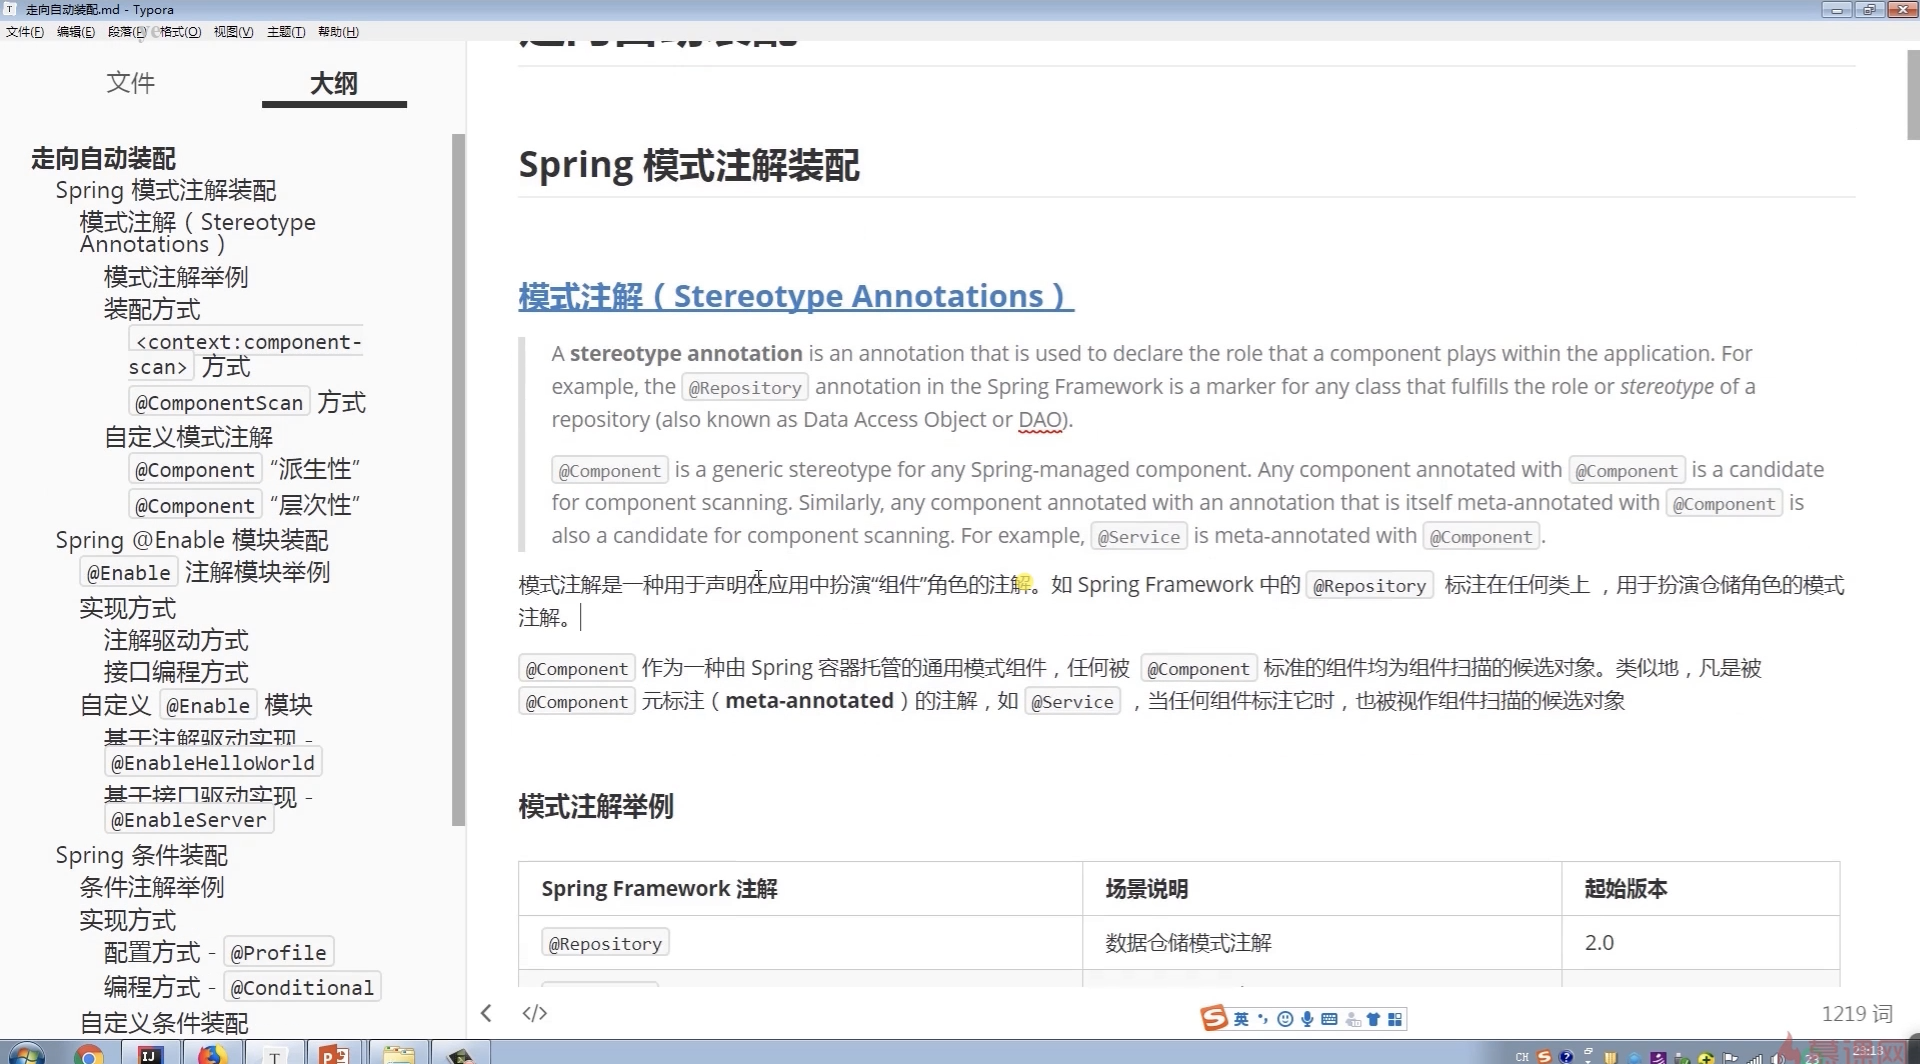 走向自动装配.md - Typora
文件(F) 编辑(E) 段落(P) 格式(O) 视图(V) 主题(T) 帮助(H)
文件 大纲
走向自动装配
Spring 模式注解装配
模式注解（Stereotype
Annotations）
模式注解举例
装配方式
<context:component-
scan> 方式
@ComponentScan 方式
自定义模式注解
@Component “派生性”
@Component “层次性”
Spring @Enable 模块装配
@Enable 注解模块举例
实现方式
注解驱动方式
接口编程方式
自定义 @Enable 模块
基于注解驱动实现 -
@EnableHelloWorld
基于接口驱动实现 -
@EnableServer
Spring 条件装配
条件注解举例
实现方式
配置方式 - @Profile
编程方式 - @Conditional
自定义条件装配
走向自动装配
Spring 模式注解装配
模式注解（Stereotype Annotations）
A stereotype annotation is an annotation that is used to declare the role that a component plays within the application. For
example, the @Repository annotation in the Spring Framework is a marker for any class that fulfills the role or stereotype of a
repository (also known as Data Access Object or DAO).
@Component is a generic stereotype for any Spring-managed component. Any component annotated with @Component is a candidate
for component scanning. Similarly, any component annotated with an annotation that is itself meta-annotated with @Component is
also a candidate for component scanning. For example, @Service is meta-annotated with @Component .
模式注解是一种用于声明在应用中扮演“组件”角色的注解。如 Spring Framework 中的 @Repository 标注在任何类上 ，用于扮演仓储角色的模式
注解。
@Component 作为一种由 Spring 容器托管的通用模式组件，任何被 @Component 标准的组件均为组件扫描的候选对象。类似地，凡是被
@Component 元标注（meta-annotated）的注解，如 @Service ，当任何组件标注它时，也被视作组件扫描的候选对象
模式注解举例
Spring Framework 注解 场景说明 起始版本
@Repository 数据仓储模式注解 2.0
英
1219 词
CH
慕课网